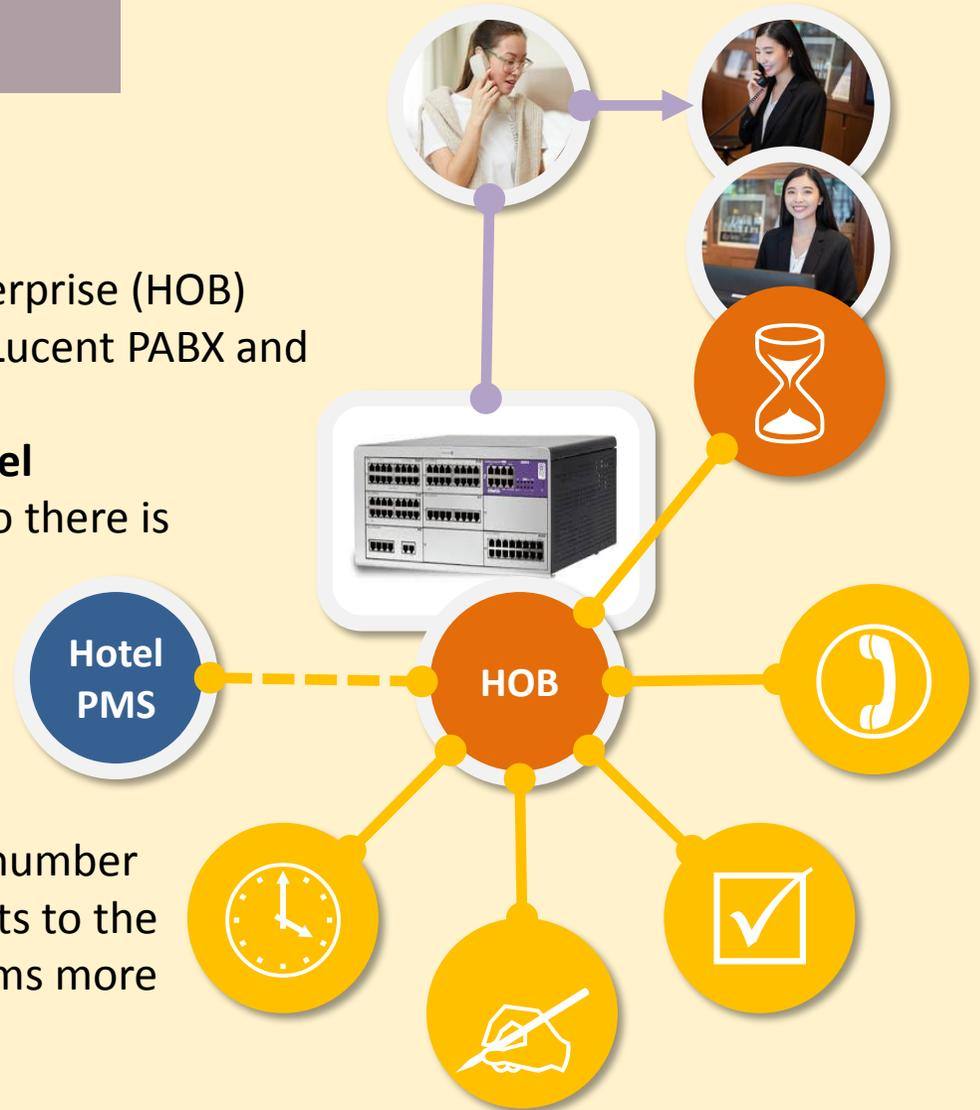 erprise (HOB)
Lucent PABX and
el
o there is
Hotel
PMS
HOB
number
ts to the
ms more